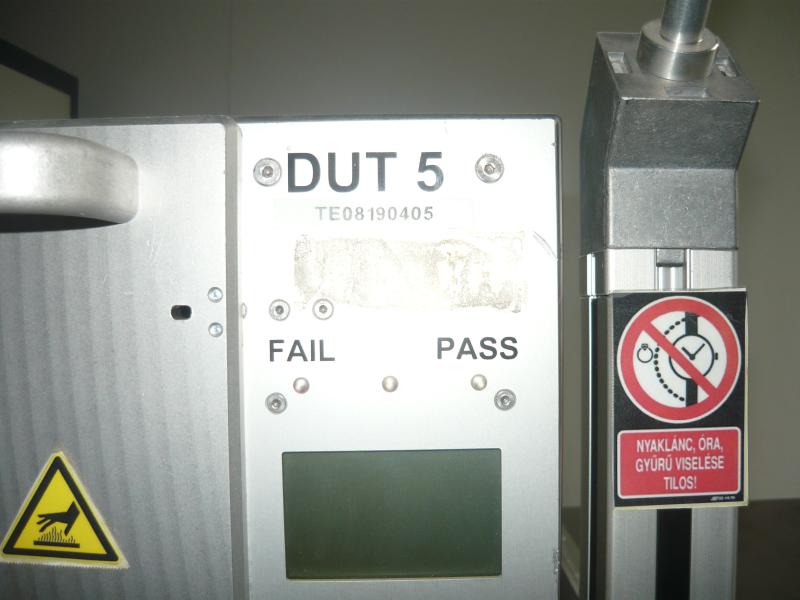 DUT 5
TE08190405
FAIL PASS
NYAKLÁNC, ÓRA,
GYŰRŰ VISELÉSE
TILOS!